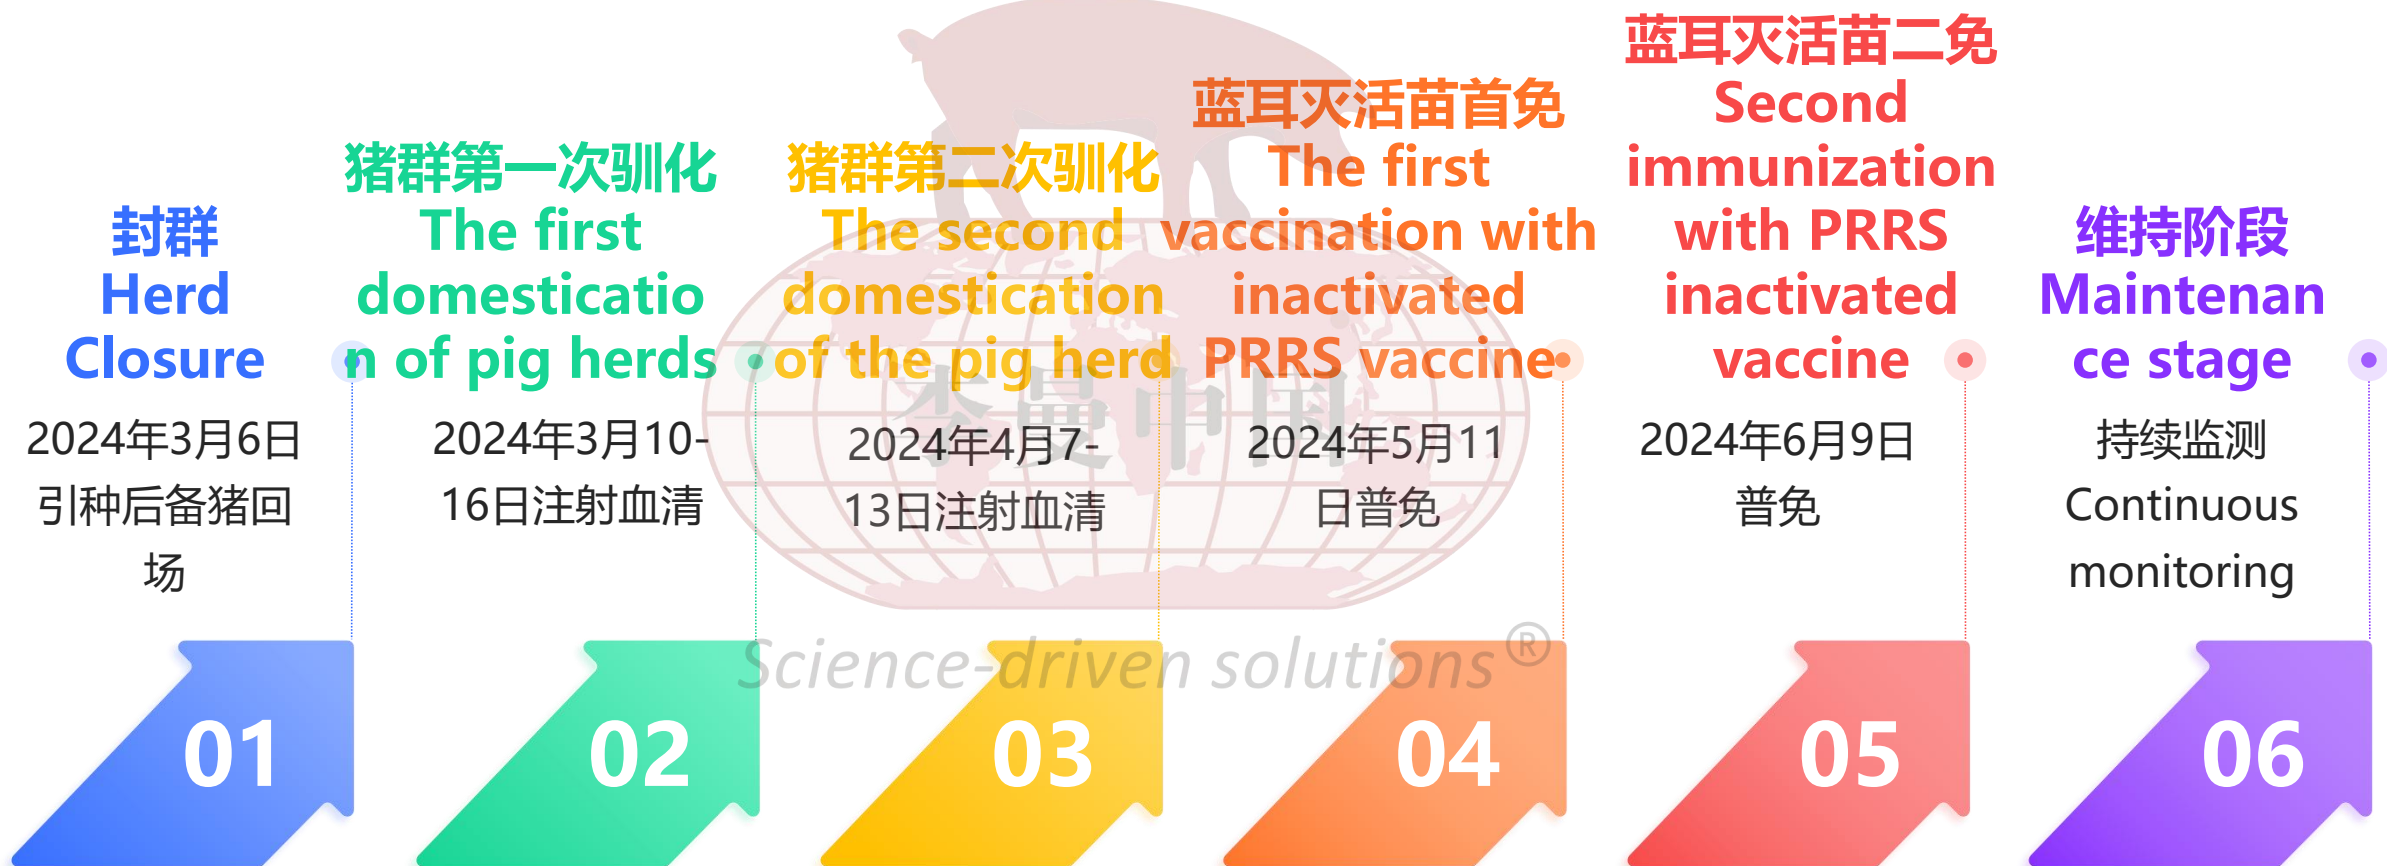 封群
Herd
Closure
2024年3月6日
引种后备猪回
场
01
猪群第一次驯化
The first
domesticatio
n of pig herds
2024年3月10-
16日注射血清
02
猪群第二次驯化
The second
domestication
of the pig herd
2024年4月7-
13日注射血清
03
蓝耳灭活苗首免
The first
vaccination with
inactivated
PRRS vaccine
2024年5月11
日普免
04
蓝耳灭活苗二免
Second
immunization
with PRRS
inactivated
vaccine
2024年6月9日
普免
05
维持阶段
Maintenan
ce stage
持续监测
Continuous
monitoring
06
李曼中国
Science-driven solutions®